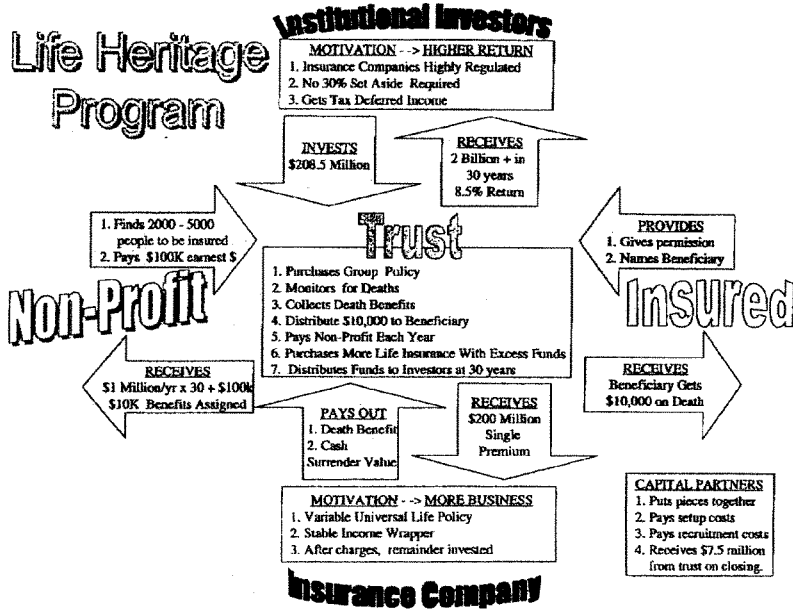 Life Heritage
Program
Institutional Investors
MOTIVATION - -> HIGHER RETURN
1. Insurance Companies Highly Regulated
2. No 30% Set Aside Required
3. Gets Tax Deferred Income
INVESTS
$208.5 Million
RECEIVES
2 Billion + in
30 years
8.5% Return
1. Finds 2000 - 5000
people to be insured
2. Pays $100K earnest $
Non-Profit
RECEIVES
$1 Million/yr x 30 + $100k
$10K Benefits Assigned
Trust
1. Purchases Group Policy
2. Monitors for Deaths
3. Collects Death Benefits
4. Distribute $10,000 to Beneficiary
5. Pays Non-Profit Each Year
6. Purchases More Life Insurance With Excess Funds
7. Distributes Funds to Investors at 30 years
PROVIDES
1. Gives permission
2. Names Beneficiary
Insured
RECEIVES
Beneficiary Gets
$10,000 on Death
PAYS OUT
1. Death Benefit
2. Cash
Surrender Value
RECEIVES
$200 Million
Single
Premium
MOTIVATION - -> MORE BUSINESS
1. Variable Universal Life Policy
2. Stable Income Wrapper
3. After charges, remainder invested
Insurance Company
CAPITAL PARTNERS
1. Puts pieces together
2. Pays setup costs
3. Pays recruitment costs
4. Receives $7.5 million
from trust on closing.